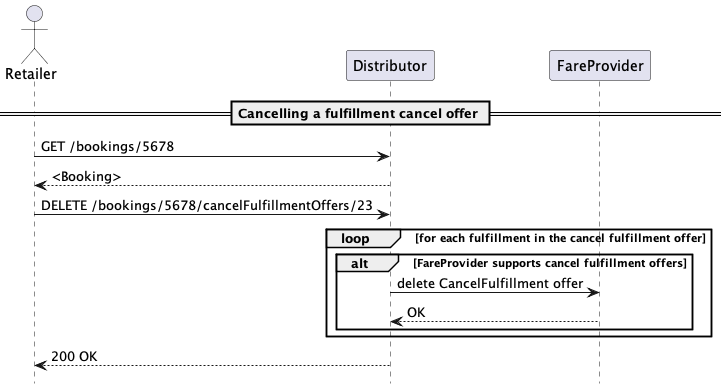 Retailer
Distributor
FareProvider
Cancelling a fulfillment cancel offer
GET /bookings/5678
<Booking>
DELETE /bookings/5678/cancelFulfillmentOffers/23
loop [for each fulfillment in the cancel fulfillment offer]
alt [FareProvider supports cancel fulfillment offers]
delete CancelFulfillment offer
OK
200 OK